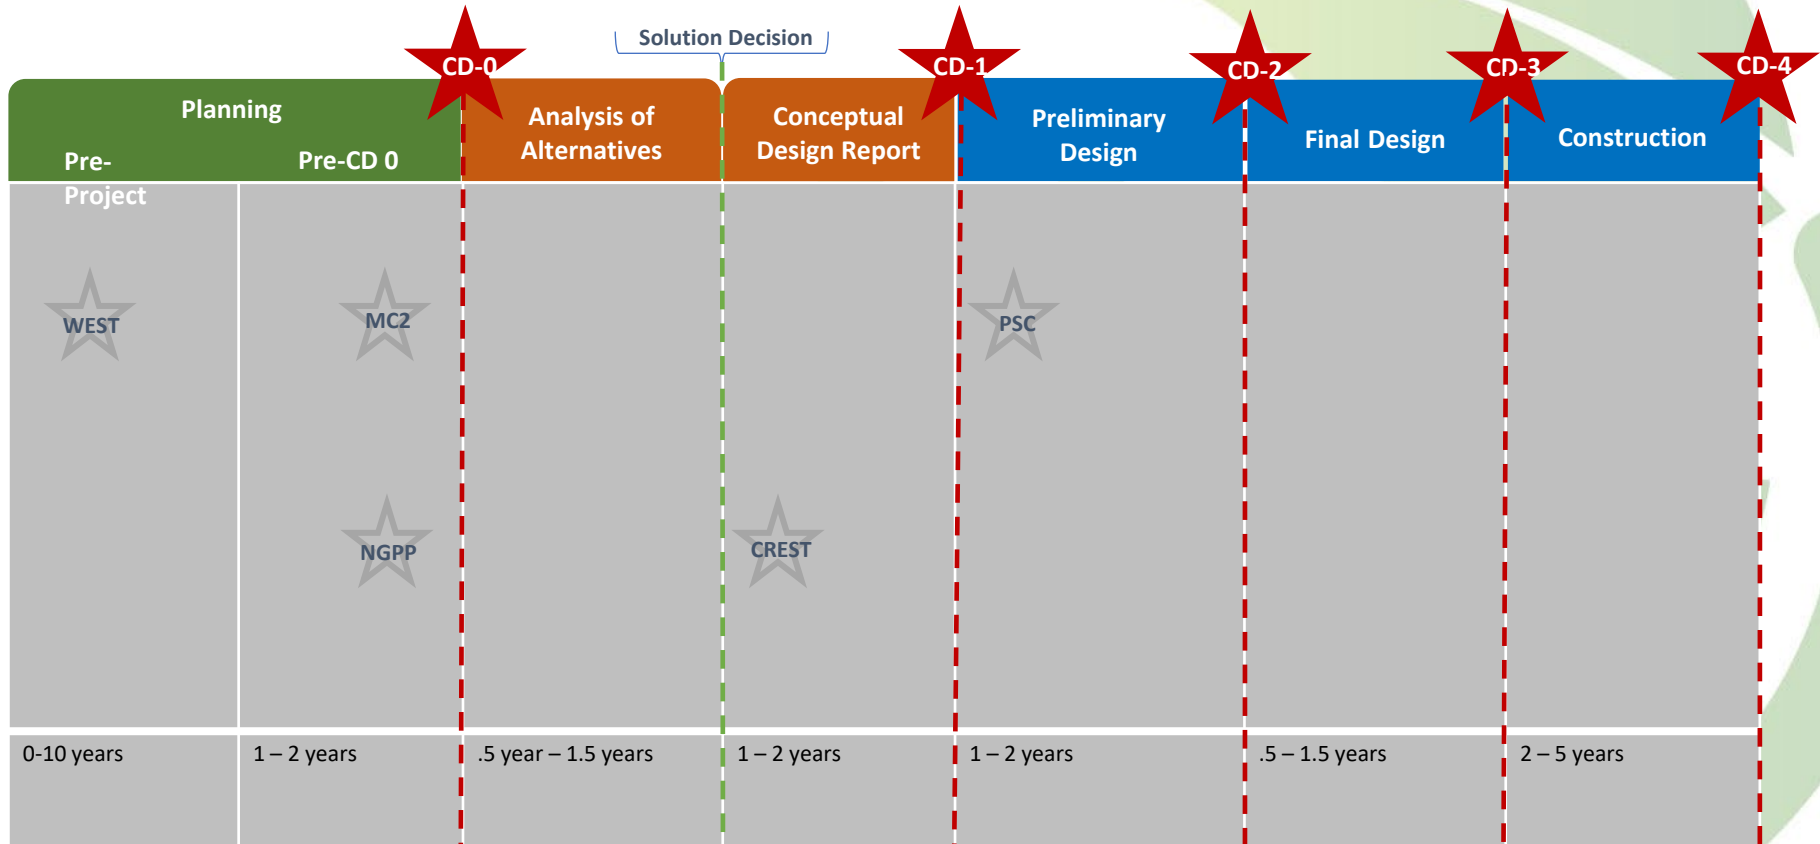 Solution Decision
CD-0
CD-1
CD-2
CD-3
CD-4
Planning
Pre-
Project
Pre-CD 0
Analysis of
Alternatives
Conceptual
Design Report
Preliminary
Design
Final Design
Construction
WEST
MC2
PSC
NGPP
CREST
0-10 years
1 – 2 years
.5 year – 1.5 years
1 – 2 years
1 – 2 years
.5 – 1.5 years
2 – 5 years